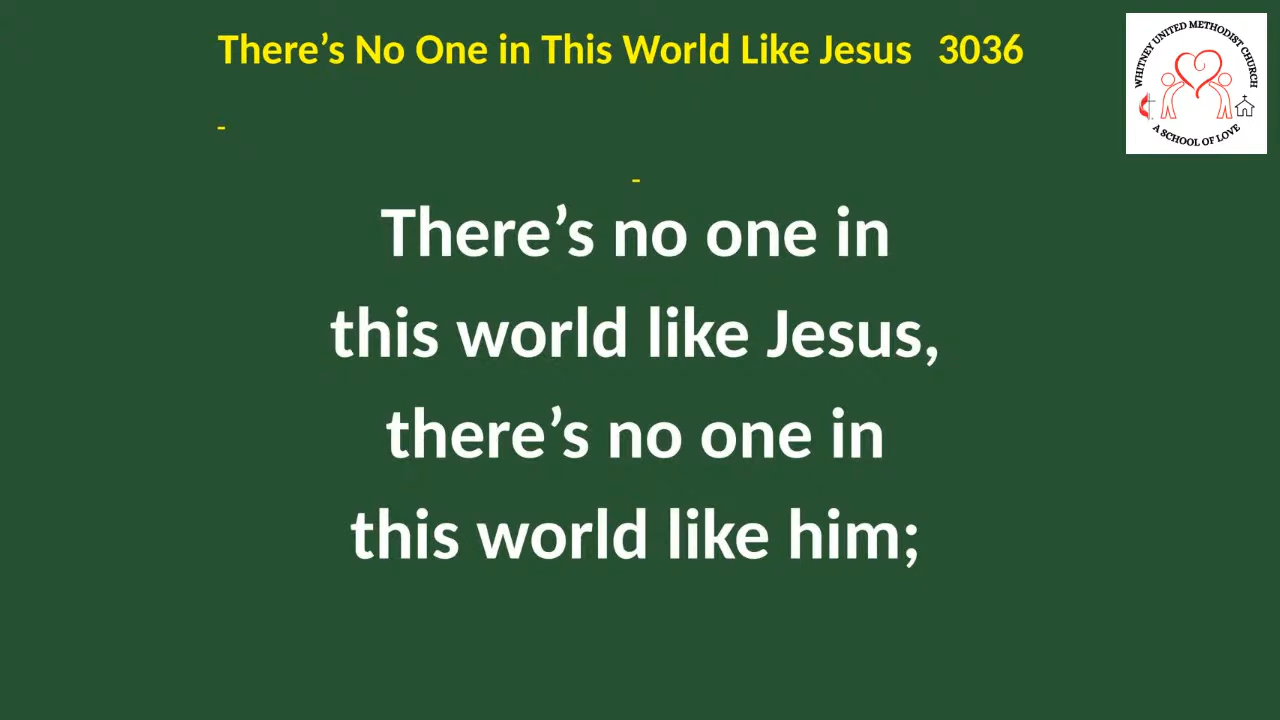 There’s No One in This World Like Jesus 3036
WHITNEY UNITED METHODIST CHURCH
A SCHOOL OF LOVE
-
-
There’s no one in
this world like Jesus,
there’s no one in
this world like him;